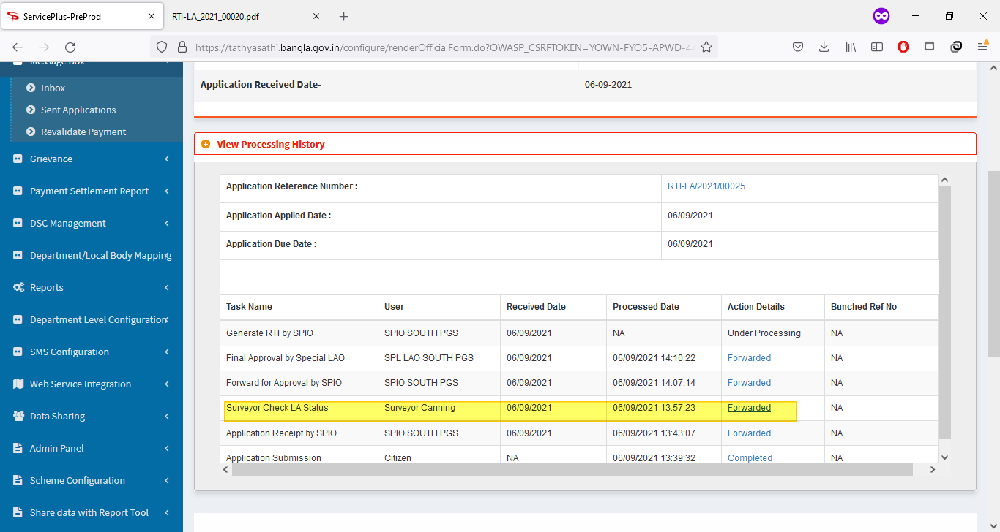 ServicePlus-PreProd
RTI-LA_2021_00020.pdf
https://tathyasathi.bangla.gov.in/configure/renderOfficialForm.do?OWASP_CSRFTOKEN=YOWN-FYO5-APWD-4
Message Box
Inbox
Sent Applications
Revalidate Payment
Grievance
Payment Settlement Report
DSC Management
Department/Local Body Mapping
Reports
Department Level Configuration
SMS Configuration
Web Service Integration
Data Sharing
Admin Panel
Scheme Configuration
Share data with Report Tool
Application Received Date- 06-09-2021
View Processing History
Application Reference Number : RTI-LA/2021/00025
Application Applied Date : 06/09/2021
Application Due Date : 06/09/2021
Task Name User Received Date Processed Date Action Details Bunched Ref No
Generate RTI by SPIO SPIO SOUTH PGS 06/09/2021 NA Under Processing NA
Final Approval by Special LAO SPL LAO SOUTH PGS 06/09/2021 06/09/2021 14:10:22 Forwarded NA
Forward for Approval by SPIO SPIO SOUTH PGS 06/09/2021 06/09/2021 14:07:14 Forwarded NA
Surveyor Check LA Status Surveyor Canning 06/09/2021 06/09/2021 13:57:23 Forwarded NA
Application Receipt by SPIO SPIO SOUTH PGS 06/09/2021 06/09/2021 13:43:07 Forwarded NA
Application Submission Citizen NA 06/09/2021 13:39:32 Completed NA